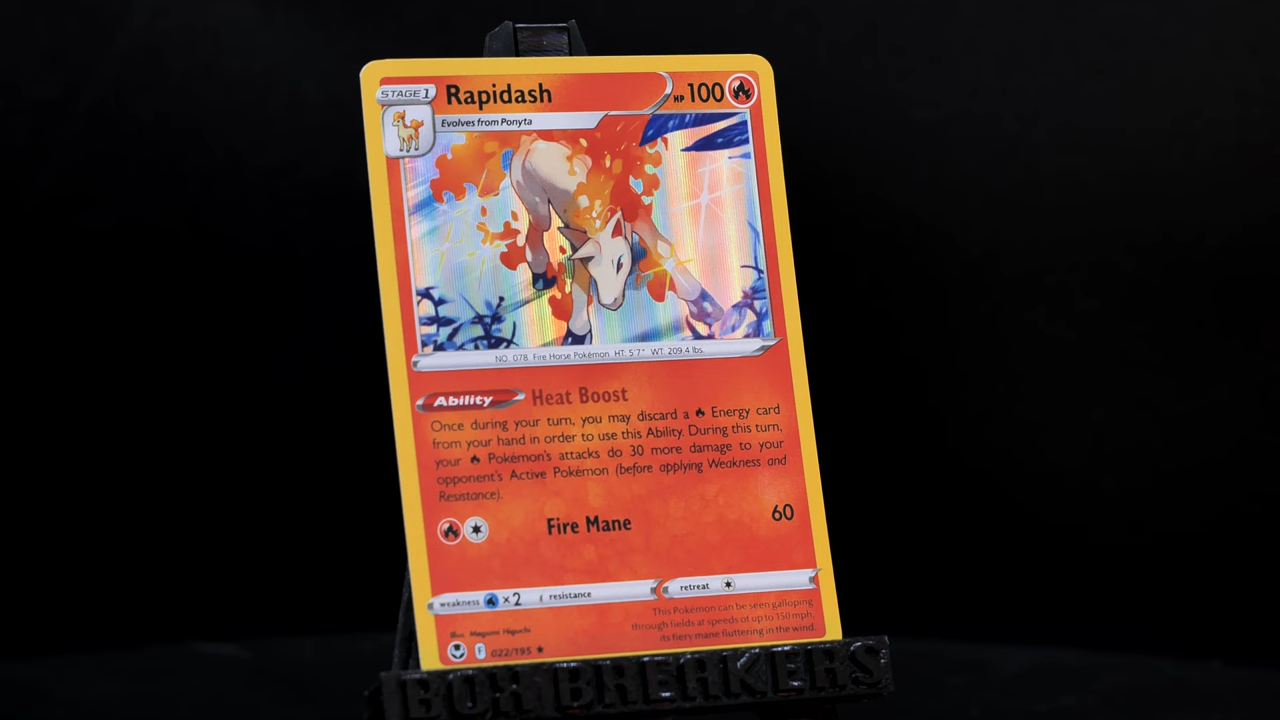 STAGE1 Rapidash HP 100
Evolves from Ponyta
NO. 078 Fire Horse Pokémon HT: 5'7" WT: 209.4 lbs.
Ability Heat Boost
Once during your turn, you may discard a Energy card
from your hand in order to use this Ability. During this turn,
your Pokémon's attacks do 30 more damage to your
opponent's Active Pokémon (before applying Weakness and
Resistance).
Fire Mane 60
weakness ×2 resistance retreat
This Pokémon can be seen galloping
through fields at speeds of up to 150 mph,
its fiery mane fluttering in the wind.
Illus. Megumi Higuchi
F 022/195 ★
BOX BREAKERS